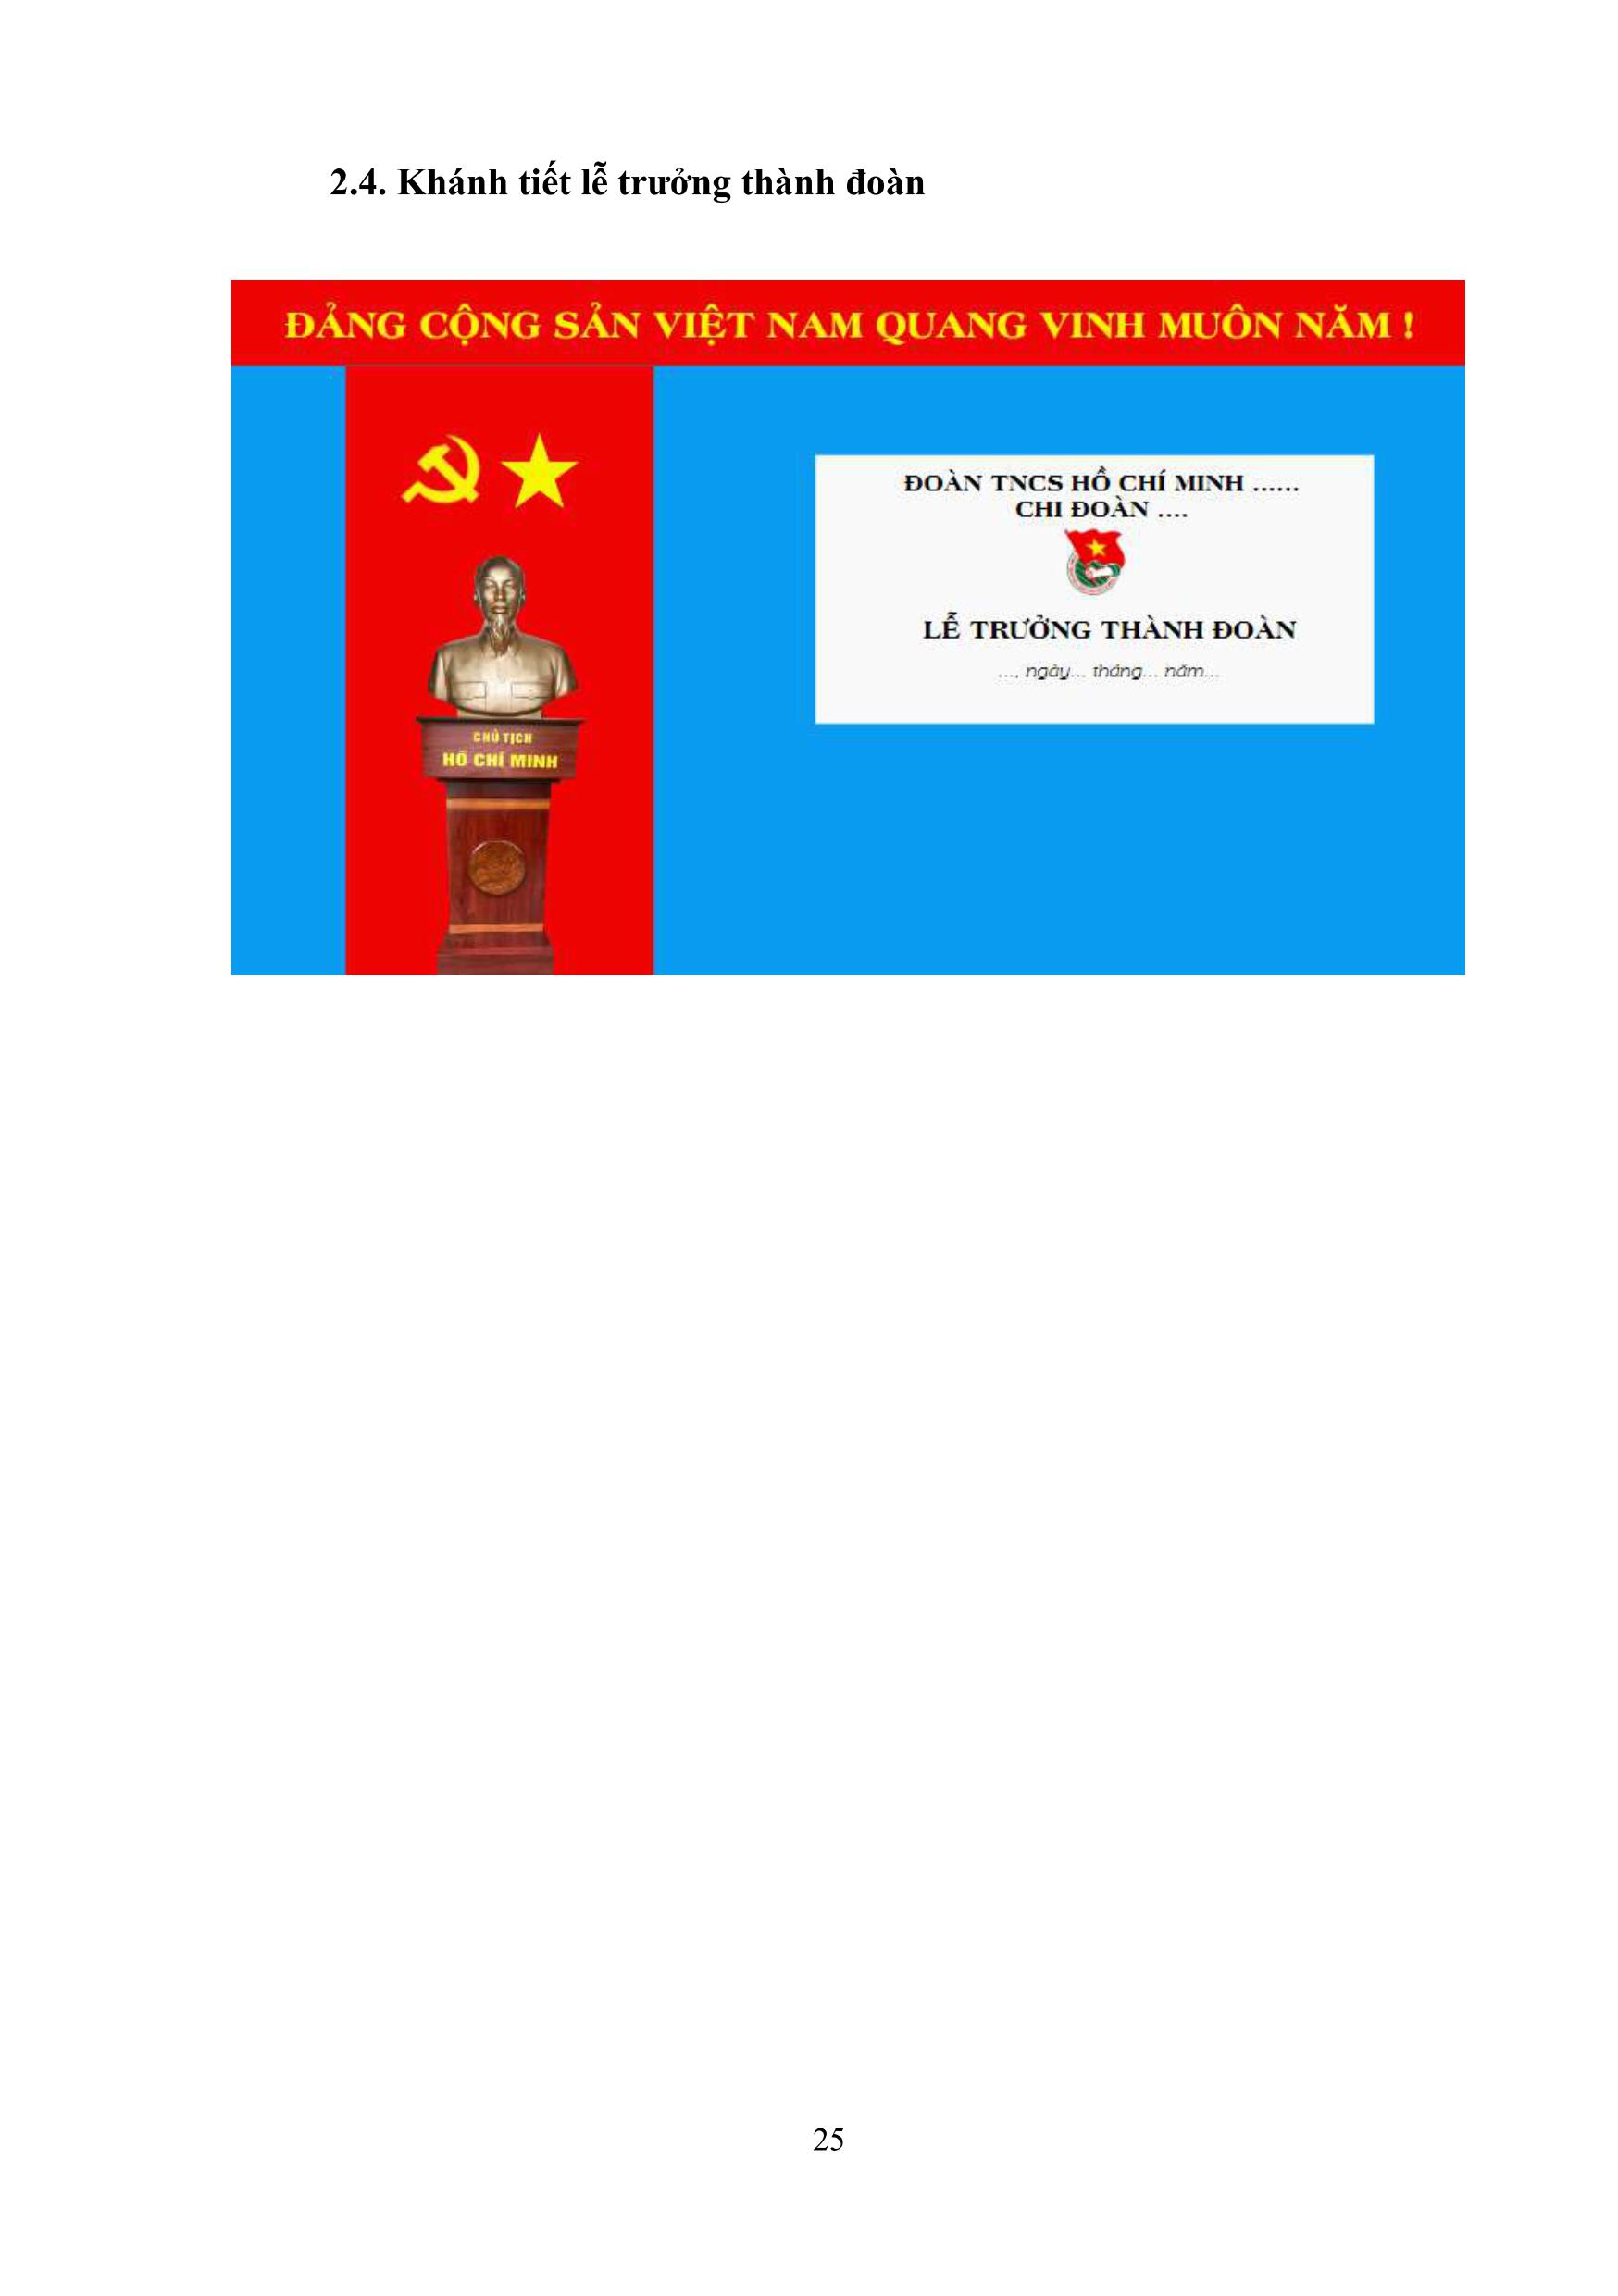 2.4. Khánh tiết lễ trưởng thành đoàn
ĐẢNG CỘNG SẢN VIỆT NAM QUANG VINH MUÔN NĂM !
ĐOÀN TNCS HỒ CHÍ MINH ......
CHI ĐOÀN ....
LỄ TRƯỞNG THÀNH ĐOÀN
..., ngày... tháng... năm...
CHỦ TỊCH
HỒ CHÍ MINH
25